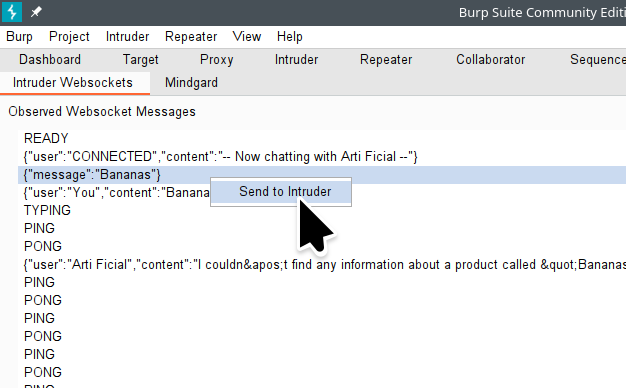 Burp Suite Community Editi
Burp Project Intruder Repeater View Help
Dashboard Target Proxy Intruder Repeater Collaborator Sequence
Intruder Websockets Mindgard
Observed Websocket Messages
READY
{"user":"CONNECTED","content":"-- Now chatting with Arti Ficial --"}
{"message":"Bananas"}
{"user":"You","content":"Banana
Send to Intruder
TYPING
PING
PONG
{"user":"Arti Ficial","content":"I couldn&apos;t find any information about a product called &quot;Bananas
PING
PONG
PING
PONG
PING
PONG
PING